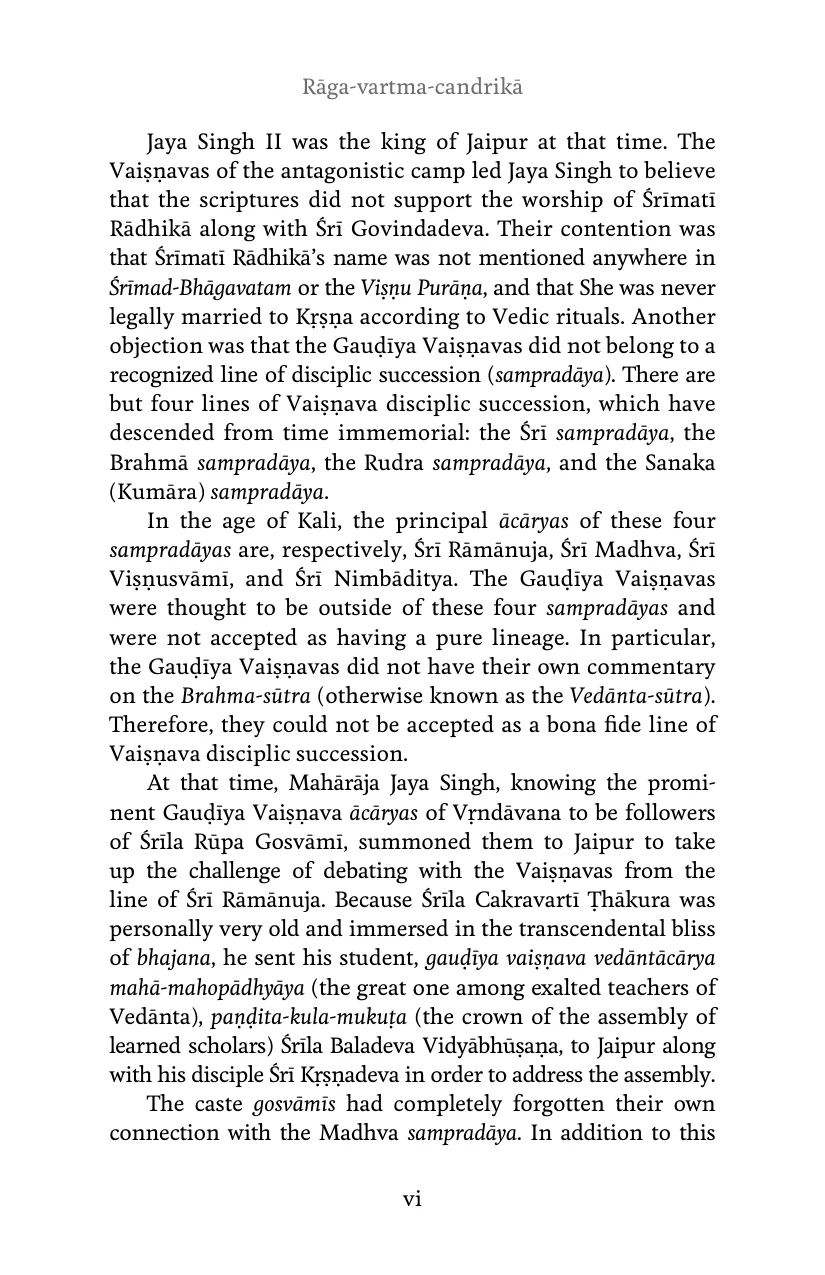 Rāga-vartma-candrikā
Jaya Singh II was the king of Jaipur at that time. The
Vaiṣṇavas of the antagonistic camp led Jaya Singh to believe
that the scriptures did not support the worship of Śrīmatī
Rādhikā along with Śrī Govindadeva. Their contention was
that Śrīmatī Rādhikā’s name was not mentioned anywhere in
Śrīmad-Bhāgavatam or the Viṣṇu Purāṇa, and that She was never
legally married to Kṛṣṇa according to Vedic rituals. Another
objection was that the Gauḍīya Vaiṣṇavas did not belong to a
recognized line of disciplic succession (sampradāya). There are
but four lines of Vaiṣṇava disciplic succession, which have
descended from time immemorial: the Śrī sampradāya, the
Brahmā sampradāya, the Rudra sampradāya, and the Sanaka
(Kumāra) sampradāya.
In the age of Kali, the principal ācāryas of these four
sampradāyas are, respectively, Śrī Rāmānuja, Śrī Madhva, Śrī
Viṣṇusvāmī, and Śrī Nimbāditya. The Gauḍīya Vaiṣṇavas
were thought to be outside of these four sampradāyas and
were not accepted as having a pure lineage. In particular,
the Gauḍīya Vaiṣṇavas did not have their own commentary
on the Brahma-sūtra (otherwise known as the Vedānta-sūtra).
Therefore, they could not be accepted as a bona fide line of
Vaiṣṇava disciplic succession.
At that time, Mahārāja Jaya Singh, knowing the promi-
nent Gauḍīya Vaiṣṇava ācāryas of Vṛndāvana to be followers
of Śrīla Rūpa Gosvāmī, summoned them to Jaipur to take
up the challenge of debating with the Vaiṣṇavas from the
line of Śrī Rāmānuja. Because Śrīla Cakravartī Ṭhākura was
personally very old and immersed in the transcendental bliss
of bhajana, he sent his student, gauḍīya vaiṣṇava vedāntācārya
mahā-mahopādhyāya (the great one among exalted teachers of
Vedānta), paṇḍita-kula-mukuṭa (the crown of the assembly of
learned scholars) Śrīla Baladeva Vidyābhūṣaṇa, to Jaipur along
with his disciple Śrī Kṛṣṇadeva in order to address the assembly.
The caste gosvāmīs had completely forgotten their own
connection with the Madhva sampradāya. In addition to this
vi